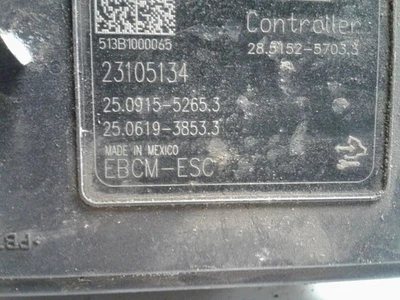 Controller
513B1000065
28.5152-5703.3
23105134
25.0915-5265.3
25.0619-3853.3
MADE IN MEXICO
EBCM-ESC